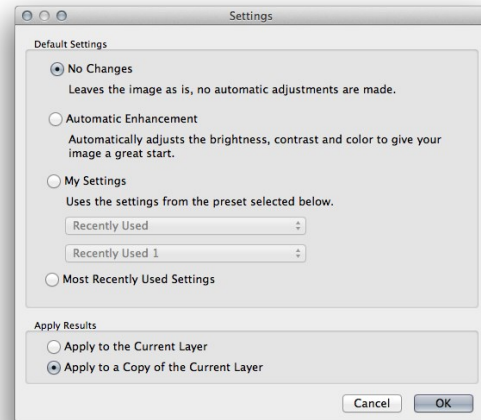 Settings
Default Settings
No Changes
Leaves the image as is, no automatic adjustments are made.
Automatic Enhancement
Automatically adjusts the brightness, contrast and color to give your
image a great start.
My Settings
Uses the settings from the preset selected below.
Recently Used
Recently Used 1
Most Recently Used Settings
Apply Results
Apply to the Current Layer
Apply to a Copy of the Current Layer
Cancel OK